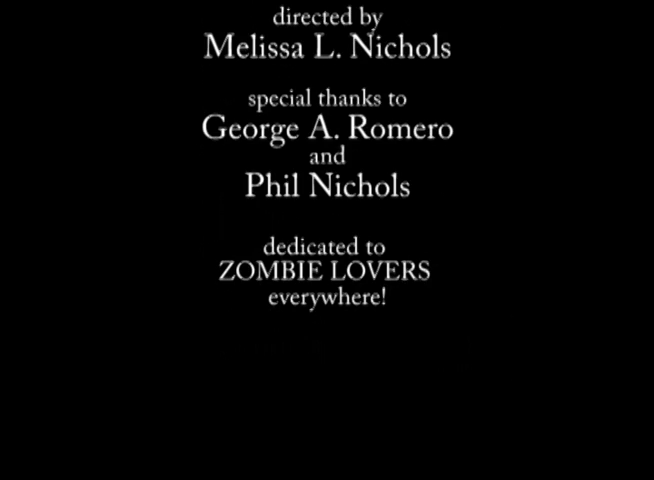 directed by
Melissa L. Nichols
special thanks to
George A. Romero
and
Phil Nichols
dedicated to
ZOMBIE LOVERS
everywhere!